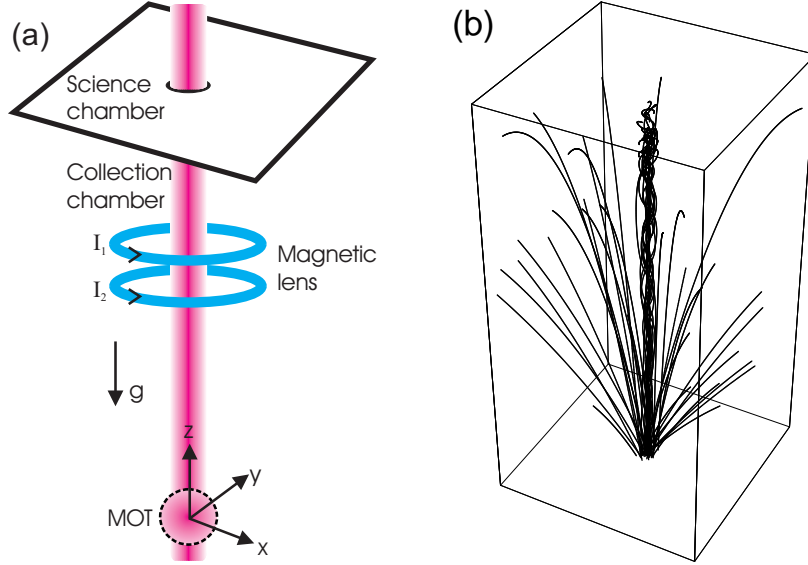 (a)
Science
chamber
Collection
chamber
I₁
I₂
Magnetic
lens
g
z
y
x
MOT
(b)